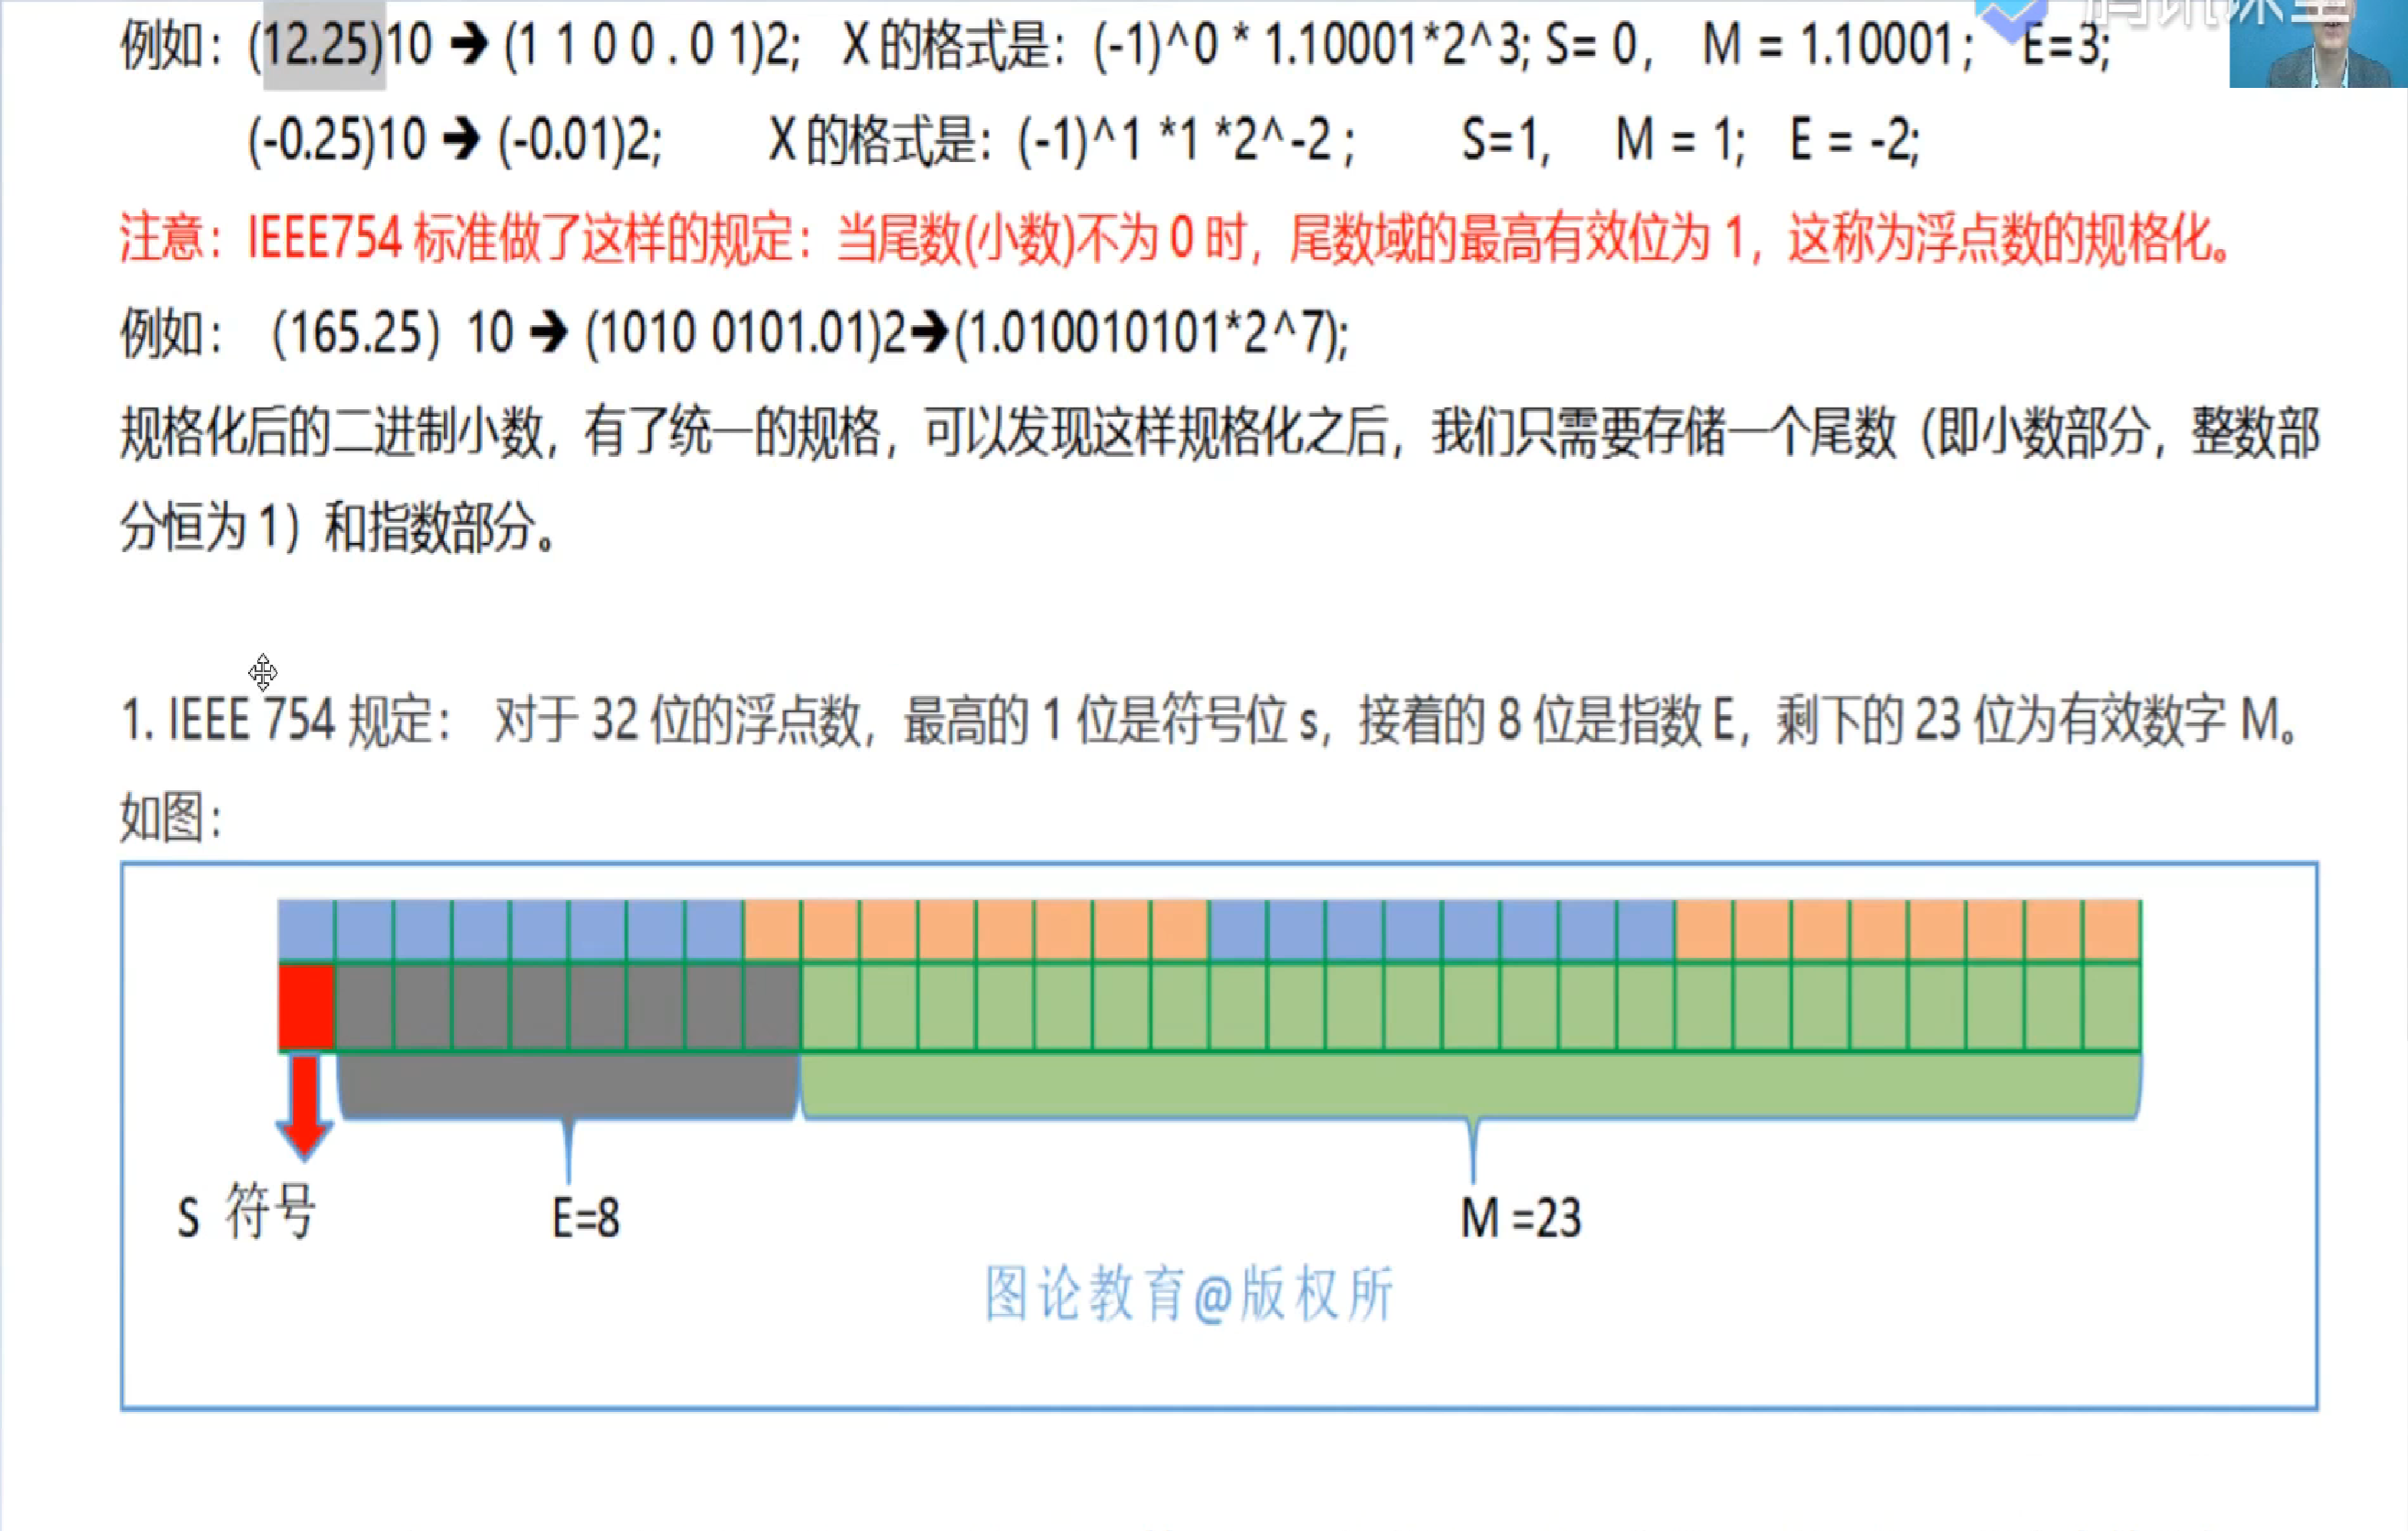 腾讯课堂
例如：(12.25)10 ➔ (1 1 0 0 . 0 1)2; X 的格式是：(-1)^0 * 1.10001*2^3; S= 0, M = 1.10001; E=3;
(-0.25)10 ➔ (-0.01)2; X 的格式是：(-1)^1 *1 *2^-2 ; S=1, M = 1; E = -2;
注意：IEEE754 标准做了这样的规定：当尾数(小数)不为 0 时，尾数域的最高有效位为 1，这称为浮点数的规格化。
例如：（165.25）10 ➔ (1010 0101.01)2➔(1.010010101*2^7);
规格化后的二进制小数，有了统一的规格，可以发现这样规格化之后，我们只需要存储一个尾数（即小数部分，整数部
分恒为 1）和指数部分。
1. IEEE 754 规定： 对于 32 位的浮点数，最高的 1 位是符号位 s，接着的 8 位是指数 E，剩下的 23 位为有效数字 M。
如图：
S 符号
E=8
M =23
图论教育@版权所